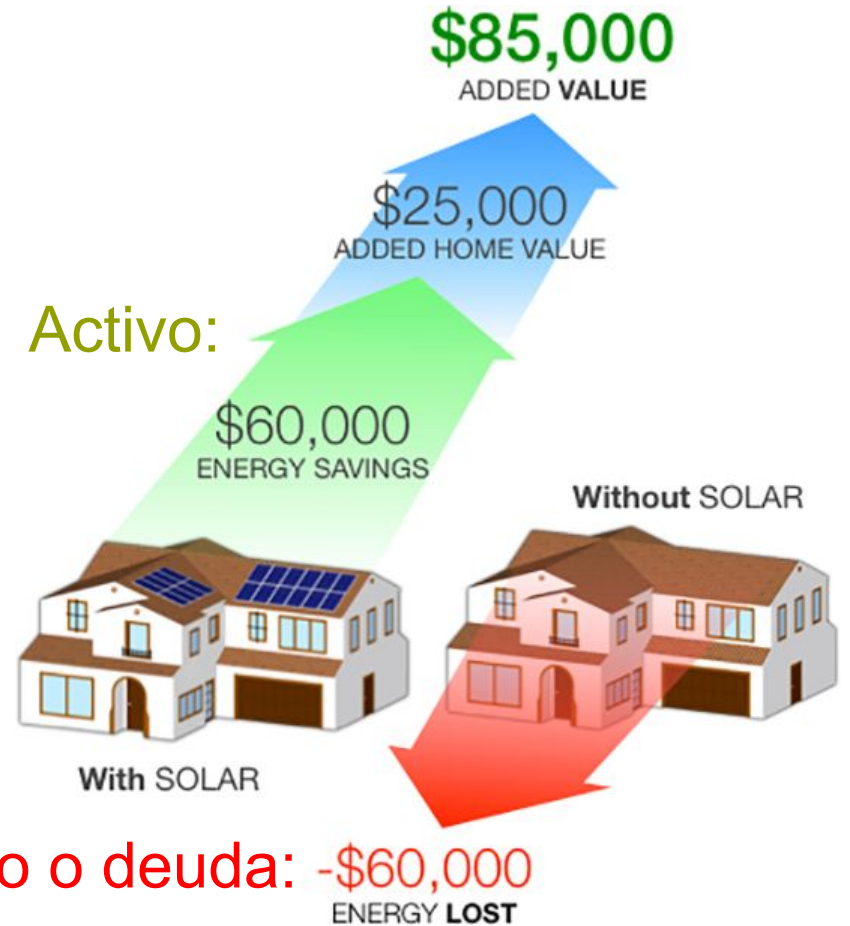 $85,000
ADDED VALUE
$25,000
ADDED HOME VALUE
Activo:
$60,000
ENERGY SAVINGS
Without SOLAR
With SOLAR
o deuda: -$60,000
ENERGY LOST